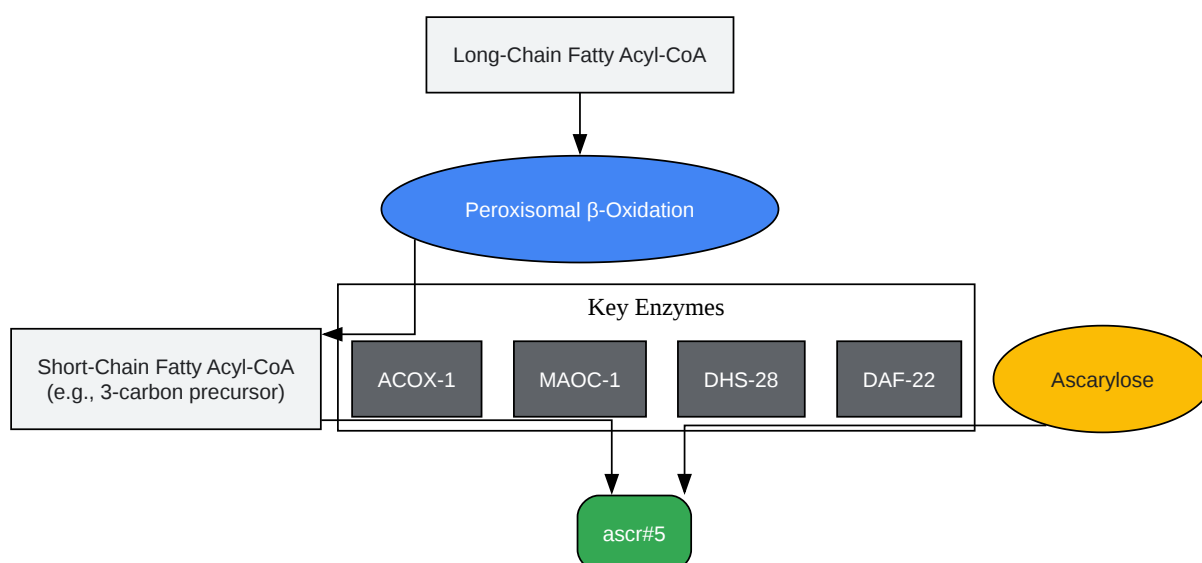 Long-Chain Fatty Acyl-CoA
Peroxisomal β-Oxidation
Key Enzymes
Short-Chain Fatty Acyl-CoA
(e.g., 3-carbon precursor)
ACOX-1
MAOC-1
DHS-28
DAF-22
Ascarylose
ascr#5